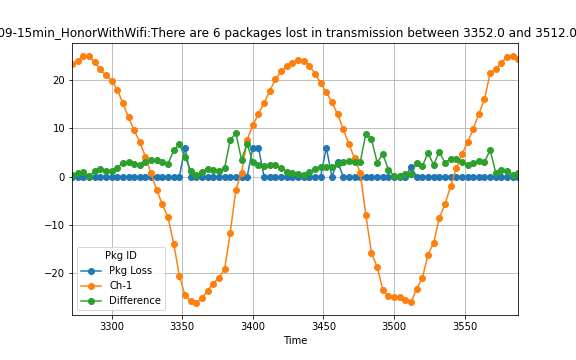 09-15min_HonorWithWifi:There are 6 packages lost in transmission between 3352.0 and 3512.0
20
10
0
−10
−20
Pkg ID
Pkg Loss
Ch-1
Difference
3300 3350 3400 3450 3500 3550
Time